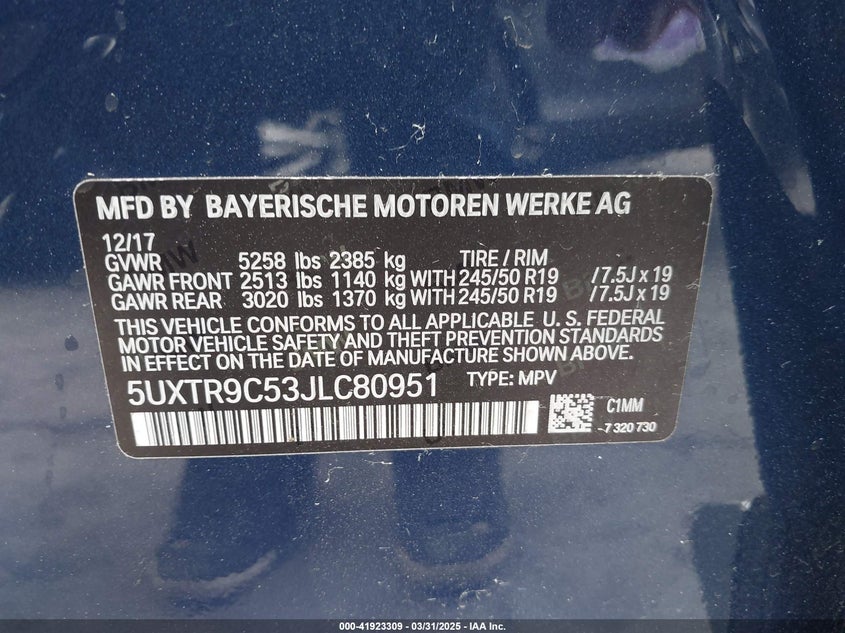 MFD BY BAYERISCHE MOTOREN WERKE AG
12/17
GVWR 5258 lbs 2385 kg TIRE / RIM
GAWR FRONT 2513 lbs 1140 kg WITH 245/50 R19 /7.5J x 19
GAWR REAR 3020 lbs 1370 kg WITH 245/50 R19 /7.5J x 19
THIS VEHICLE CONFORMS TO ALL APPLICABLE U. S. FEDERAL
MOTOR VEHICLE SAFETY AND THEFT PREVENTION STANDARDS
IN EFFECT ON THE DATE OF MANUFACTURE SHOWN ABOVE.
5UXTR9C53JLC80951 TYPE: MPV
C1MM
-7 320 730
000-41923309 - 03/31/2025 - IAA Inc.